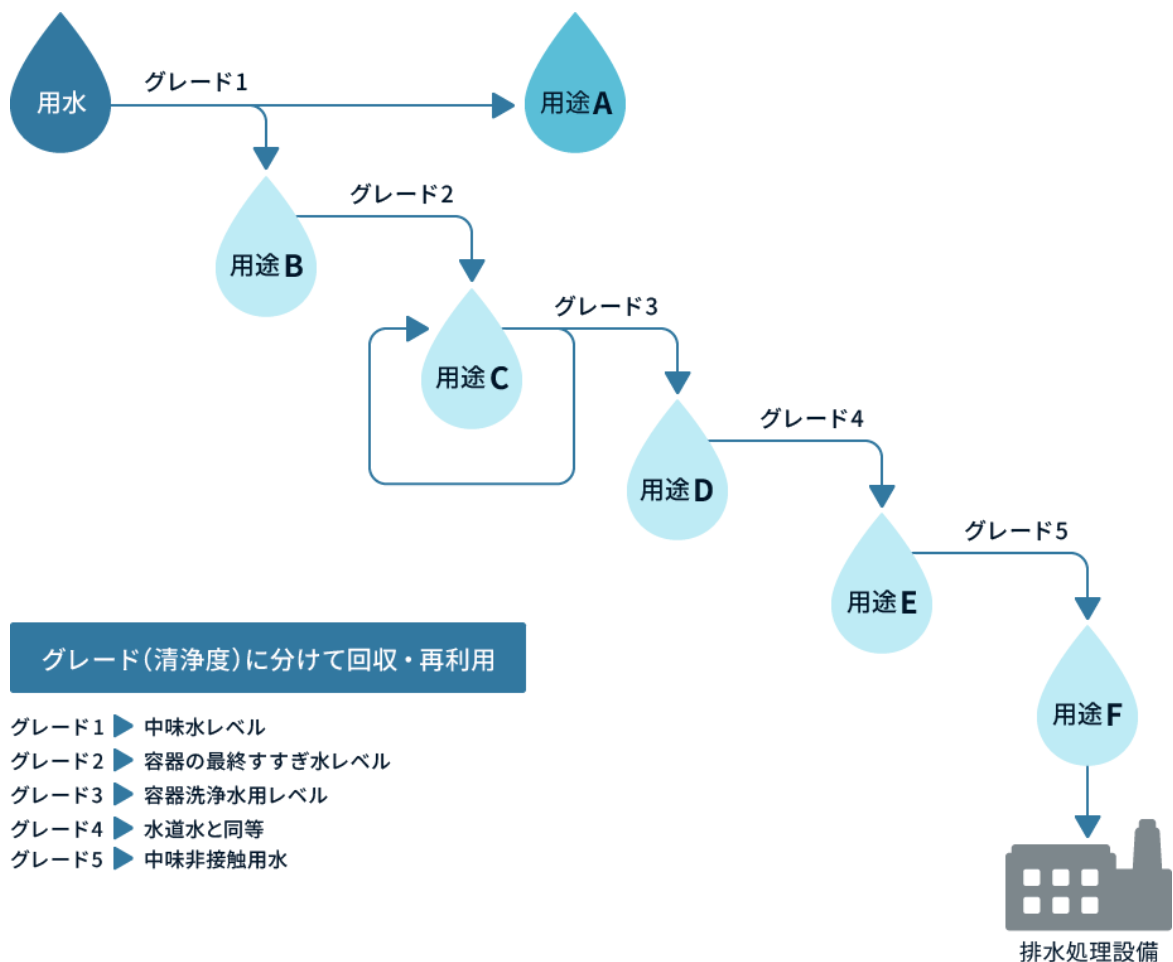 用水
グレード1
用途A
用途B
グレード2
用途C
グレード3
用途D
グレード4
用途E
グレード5
用途F
排水処理設備
グレード(清浄度)に分けて回収・再利用
グレード1 ▶ 中味水レベル
グレード2 ▶ 容器の最終すすぎ水レベル
グレード3 ▶ 容器洗浄水用レベル
グレード4 ▶ 水道水と同等
グレード5 ▶ 中味非接触用水